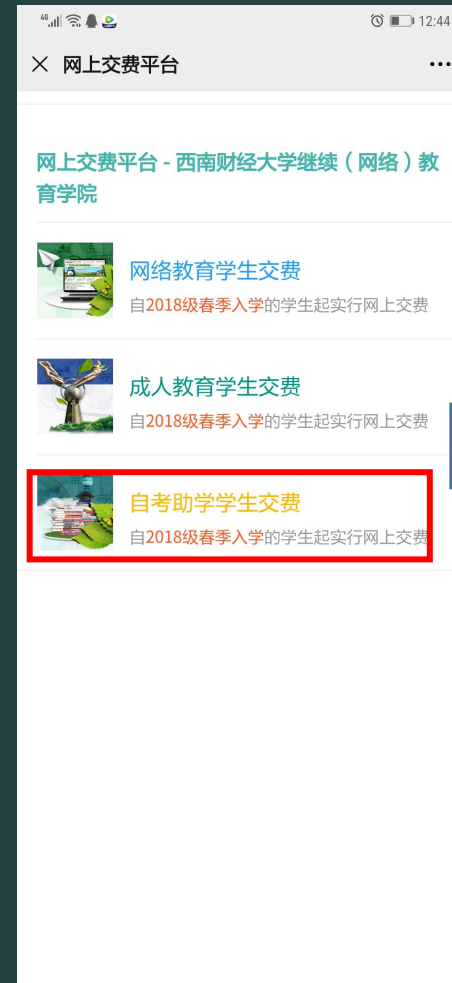 46 12:44
网上交费平台
网上交费平台 - 西南财经大学继续（网络）教
育学院
网络教育学生交费
自2018级春季入学的学生起实行网上交费
成人教育学生交费
自2018级春季入学的学生起实行网上交费
自考助学学生交费
自2018级春季入学的学生起实行网上交费